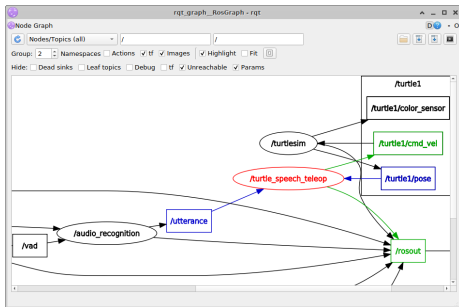 rqt_graph__RosGraph - rqt
Node Graph
D
- O
Nodes/Topics (all)
/
/
Group: 2 Namespaces Actions tf Images Highlight Fit
Hide: Dead sinks Leaf topics Debug tf Unreachable Params
/turtle1
/turtle1/color_sensor
/turtlesim
/turtle1/cmd_vel
/turtle_speech_teleop
/turtle1/pose
/utterance
/audio_recognition
/vad
/rosout